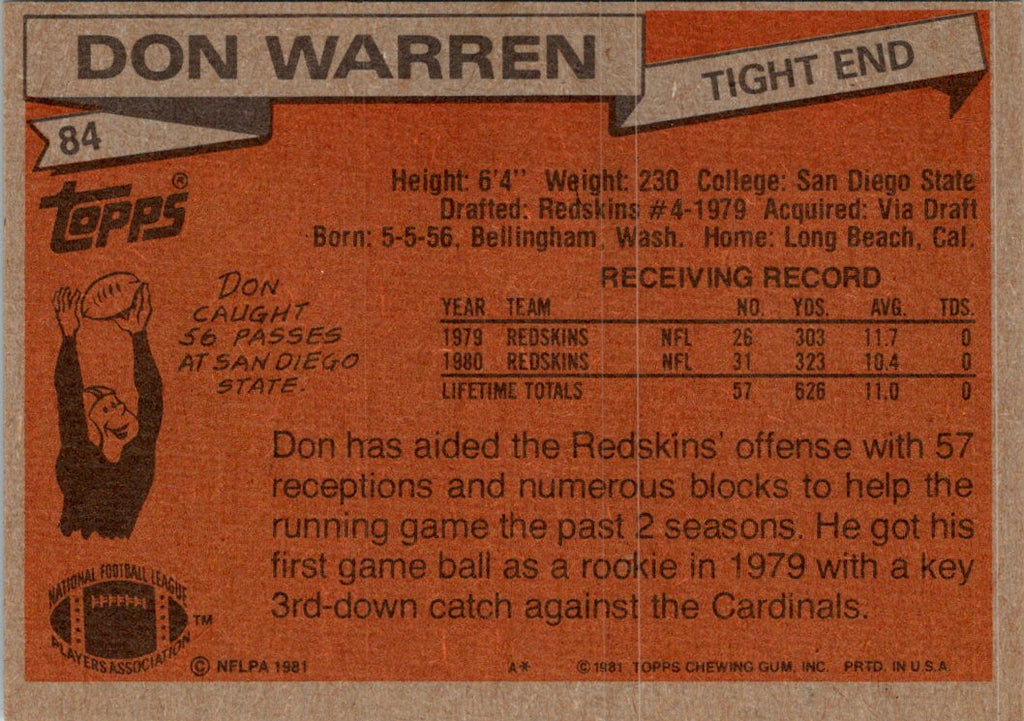 DON WARREN
TIGHT END
84
TOPPS®
Height: 6'4" Weight: 230 College: San Diego State
Drafted: Redskins #4-1979 Acquired: Via Draft
Born: 5-5-56, Bellingham, Wash. Home: Long Beach, Cal.
DON
CAUGHT
56 PASSES
AT SAN DIEGO
STATE.
RECEIVING RECORD
YEAR TEAM NO. YDS. AVG. TDS.
1979 REDSKINS NFL 26 303 11.7 0
1980 REDSKINS NFL 31 323 10.4 0
LIFETIME TOTALS 57 626 11.0 0
Don has aided the Redskins' offense with 57
receptions and numerous blocks to help the
running game the past 2 seasons. He got his
first game ball as a rookie in 1979 with a key
3rd-down catch against the Cardinals.
NATIONAL FOOTBALL LEAGUE
PLAYERS ASSOCIATION
TM
© NFLPA 1981
A*
© 1981 TOPPS CHEWING GUM, INC. PRTD. IN U.S.A.